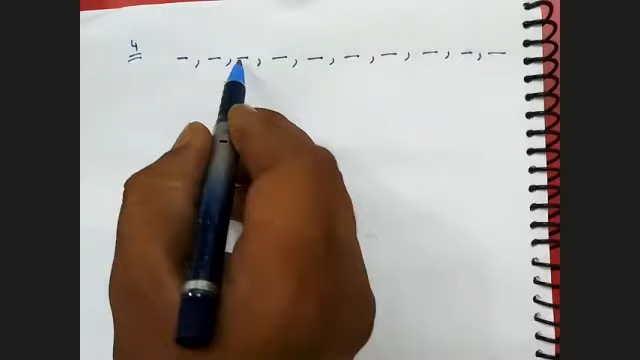 4 _ , _ , _ , _ , _ , _ , _ , _ , _ , _